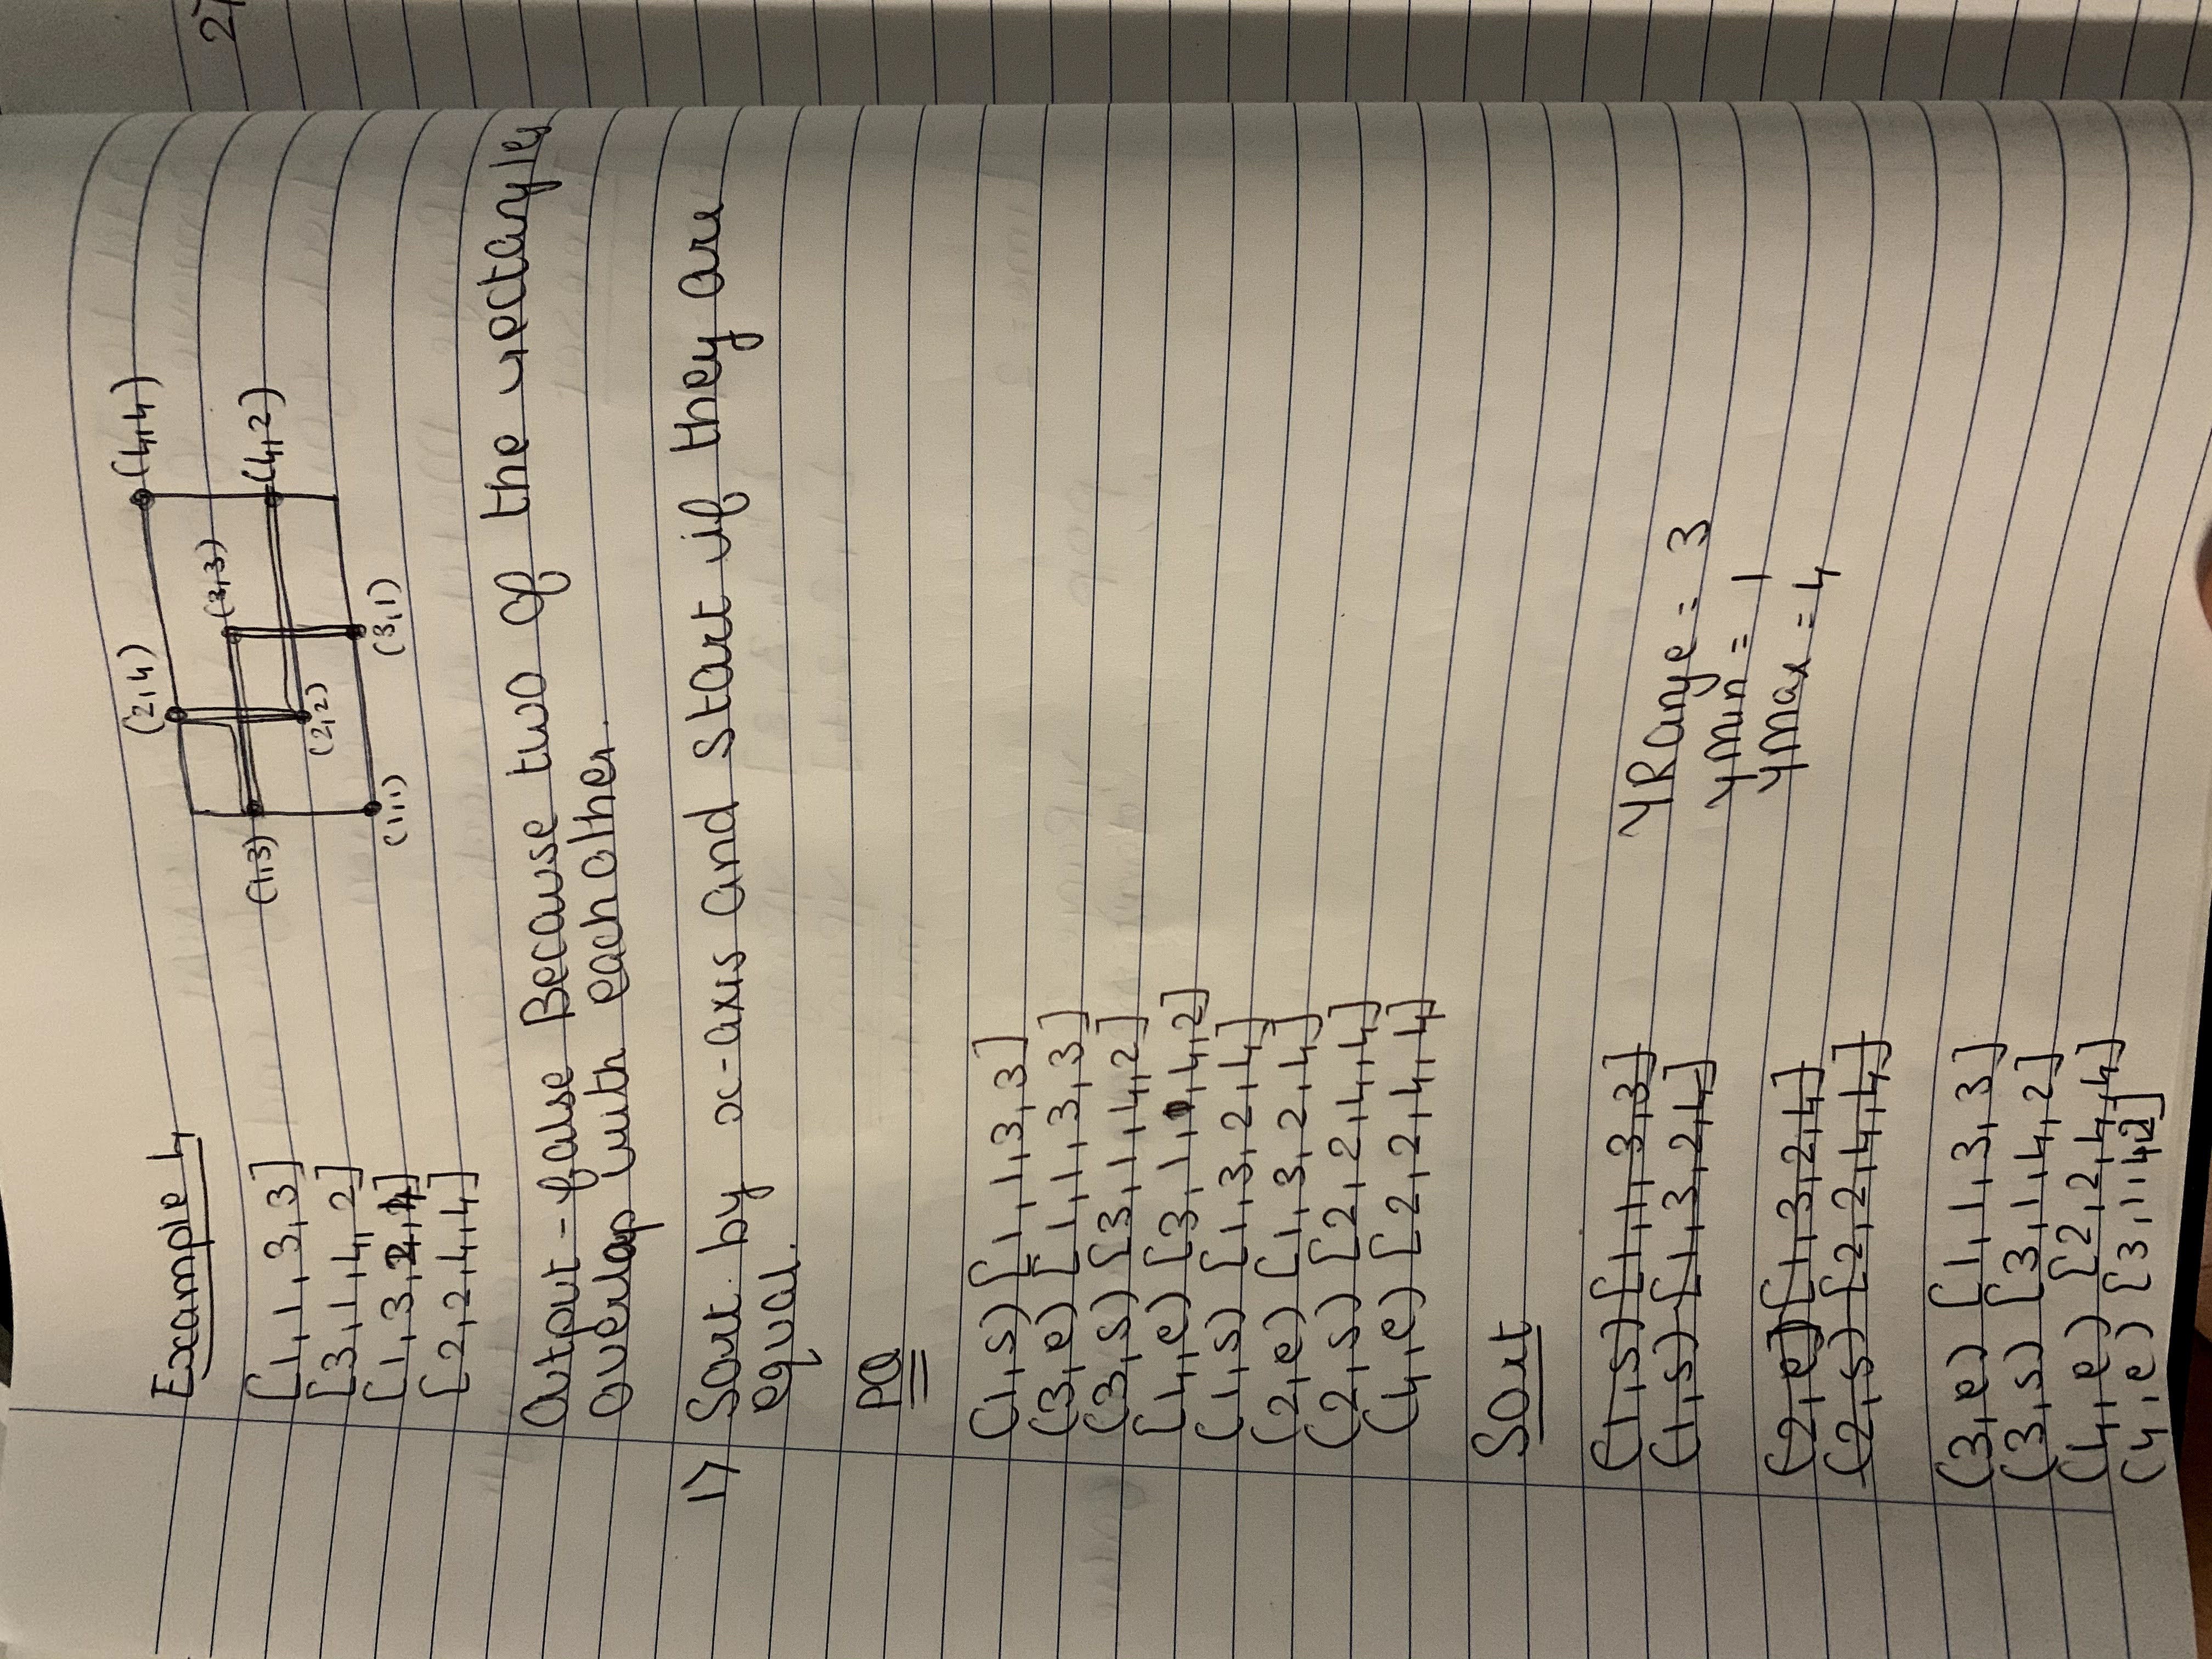 Example 4
[1,1,3,3]
[3,1,4,2]
[1,3,2,4]
[2,2,4,4]
(2,4)
(4,4)
(1,3)
(3,3)
(2,2)
(4,2)
(1,1)
(3,1)
Output - false Because two of the rectangles
overlap with each other.
1) Sort by x-axis and start if they are
equal.
PQ
(1,s) [1,1,3,3]
(3,e) [1,1,3,3]
(3,s) [3,1,4,2]
(4,e) [3,1,4,2]
(1,s) [1,3,2,4]
(2,e) [1,3,2,4]
(2,s) [2,2,4,4]
(4,e) [2,2,4,4]
Sort
(1,s) [1,1,3,3]
(1,s) [1,3,2,4]
YRange = 3
ymin = 1
ymax = 4
(2,e) [1,3,2,4]
(2,s) [2,2,4,4]
(3,e) [1,1,3,3]
(3,s) [3,1,4,2]
(4,e) [2,2,4,4]
(4,e) [3,1,4,2]